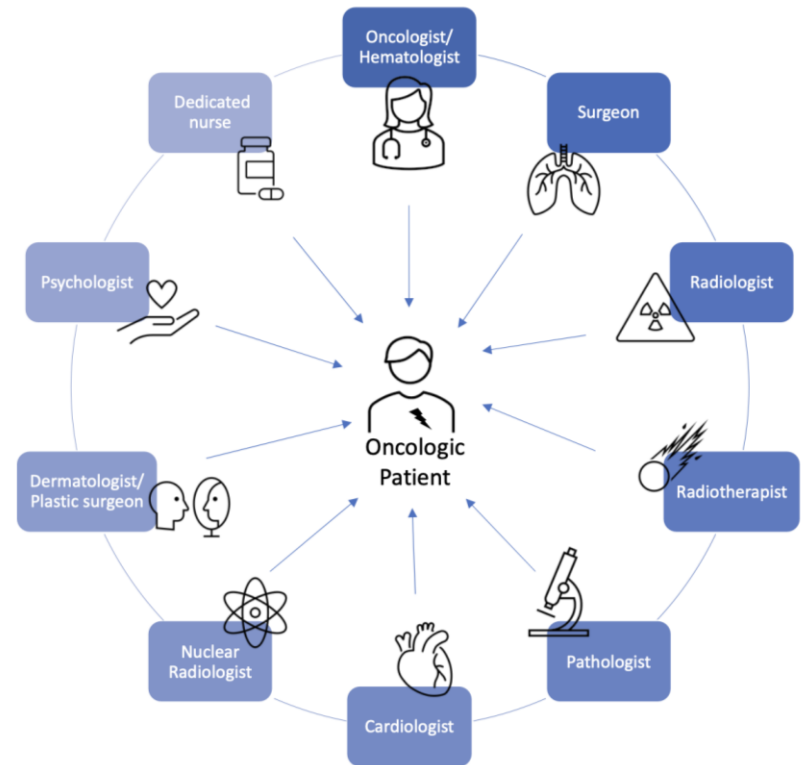 Oncologist/
Hematologist
Surgeon
Radiologist
Radiotherapist
Pathologist
Cardiologist
Nuclear
Radiologist
Dermatologist/
Plastic surgeon
Psychologist
Dedicated
nurse
Oncologic
Patient